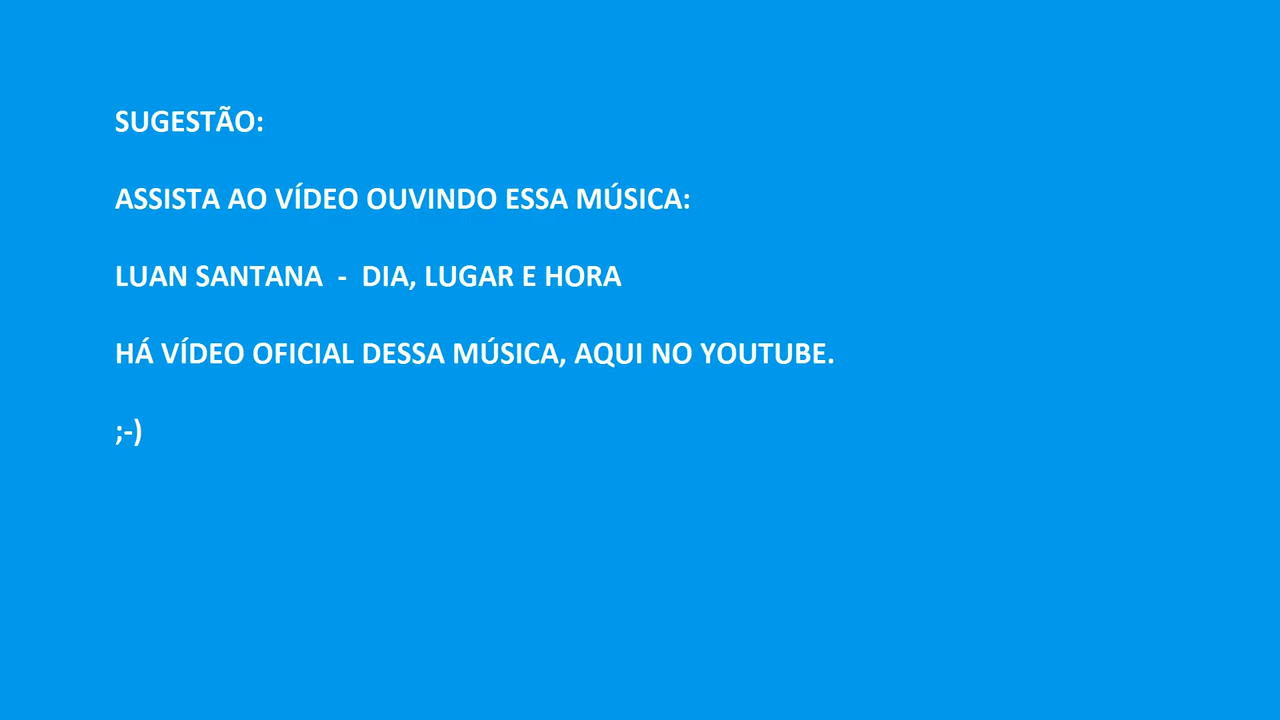 SUGESTÃO:
ASSISTA AO VÍDEO OUVINDO ESSA MÚSICA:
LUAN SANTANA  -  DIA, LUGAR E HORA
HÁ VÍDEO OFICIAL DESSA MÚSICA, AQUI NO YOUTUBE.
;-)